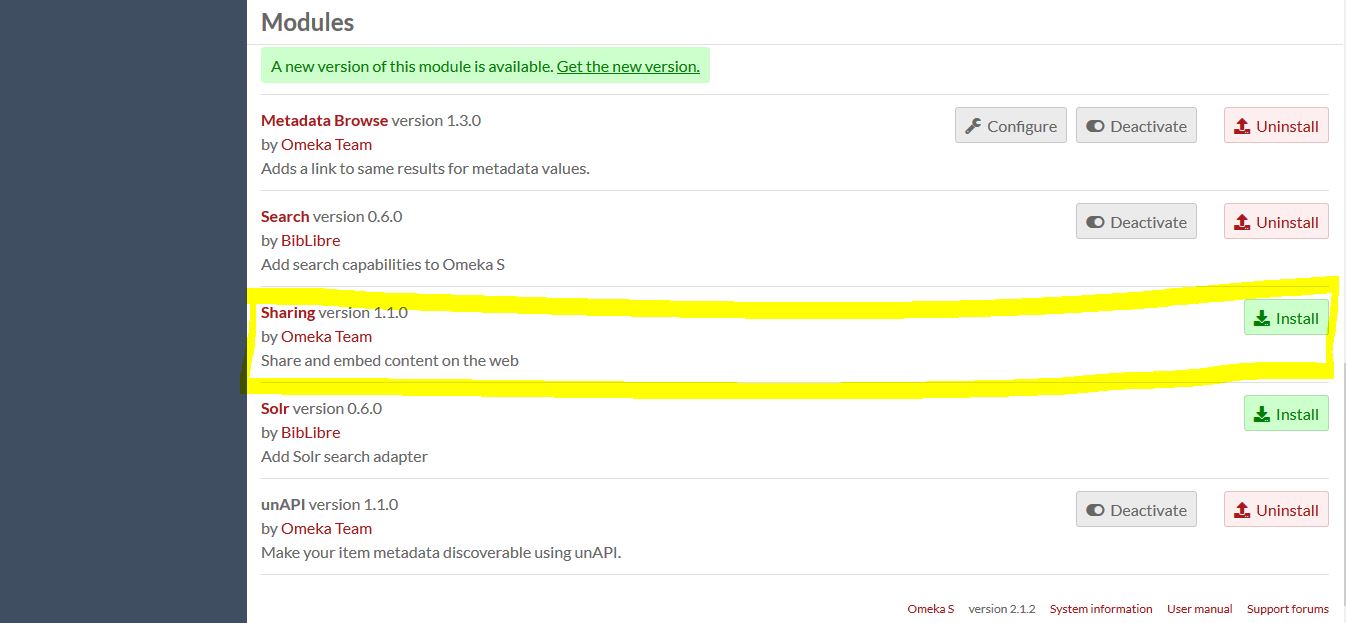 Modules
A new version of this module is available. Get the new version.
Metadata Browse version 1.3.0
Configure Deactivate Uninstall
by Omeka Team
Adds a link to same results for metadata values.
Search version 0.6.0
Deactivate Uninstall
by BibLibre
Add search capabilities to Omeka S
Sharing version 1.1.0
Install
by Omeka Team
Share and embed content on the web
Solr version 0.6.0
Install
by BibLibre
Add Solr search adapter
unAPI version 1.1.0
Deactivate Uninstall
by Omeka Team
Make your item metadata discoverable using unAPI.
Omeka S version 2.1.2 System information User manual Support forums